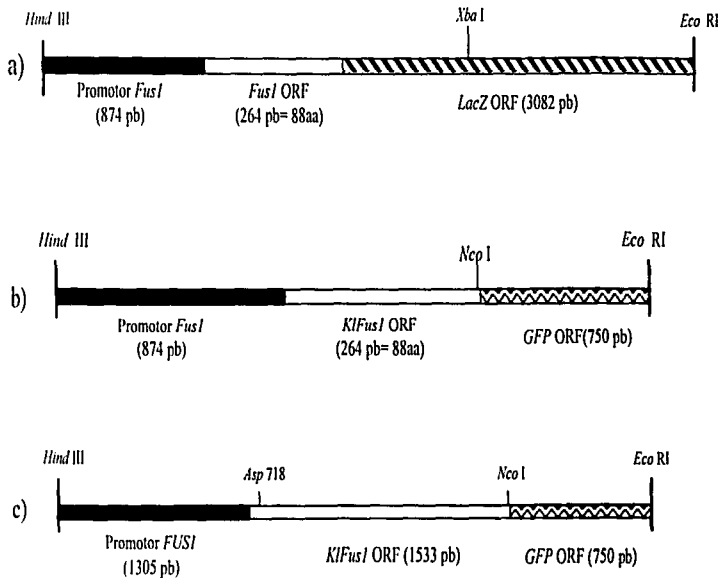 Hind III
Xba I
Eco RI
a)
Promotor Fus1
(874 pb)
Fus1 ORF
(264 pb= 88aa)
LacZ ORF (3082 pb)
Hind III
Nco I
Eco RI
b)
Promotor Fus1
(874 pb)
KlFus1 ORF
(264 pb= 88aa)
GFP ORF(750 pb)
Hind III
Asp 718
Nco I
Eco RI
c)
Promotor FUS1
(1305 pb)
KlFus1 ORF (1533 pb)
GFP ORF (750 pb)